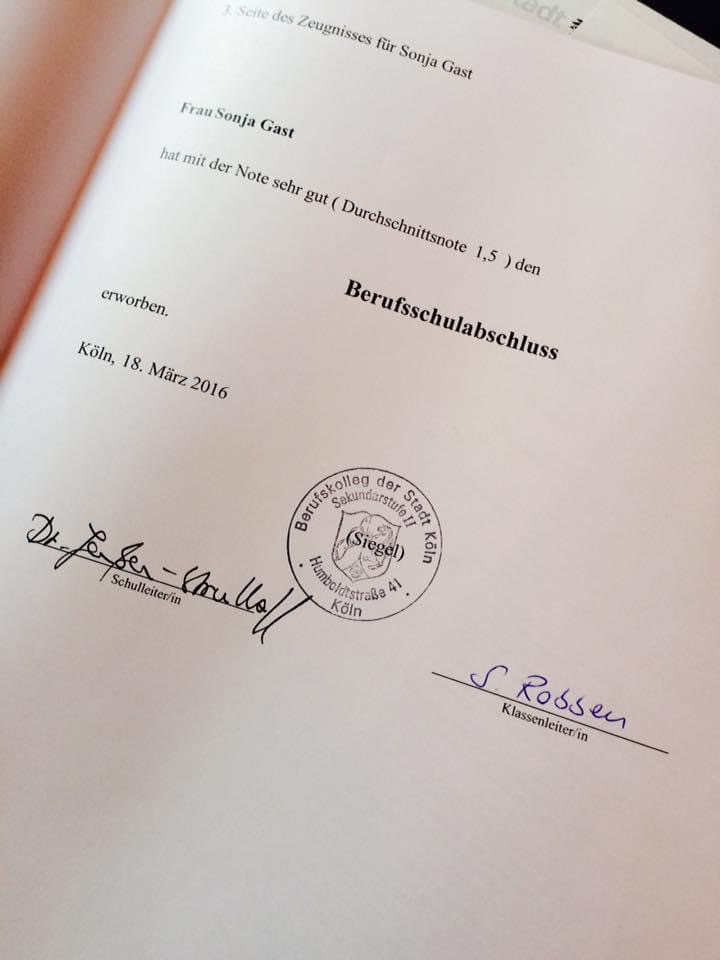 3. Seite des Zeugnisses für Sonja Gast
Frau Sonja Gast
hat mit der Note sehr gut ( Durchschnittsnote 1,5 ) den
Berufsschulabschluss
erworben.
Köln, 18. März 2016
Berufskolleg der Stadt Köln
Sekundarstufe II
(Siegel)
Humboldtstraße 41
Köln
Dr.
Schulleiter/in
S. Robben
Klassenleiter/in